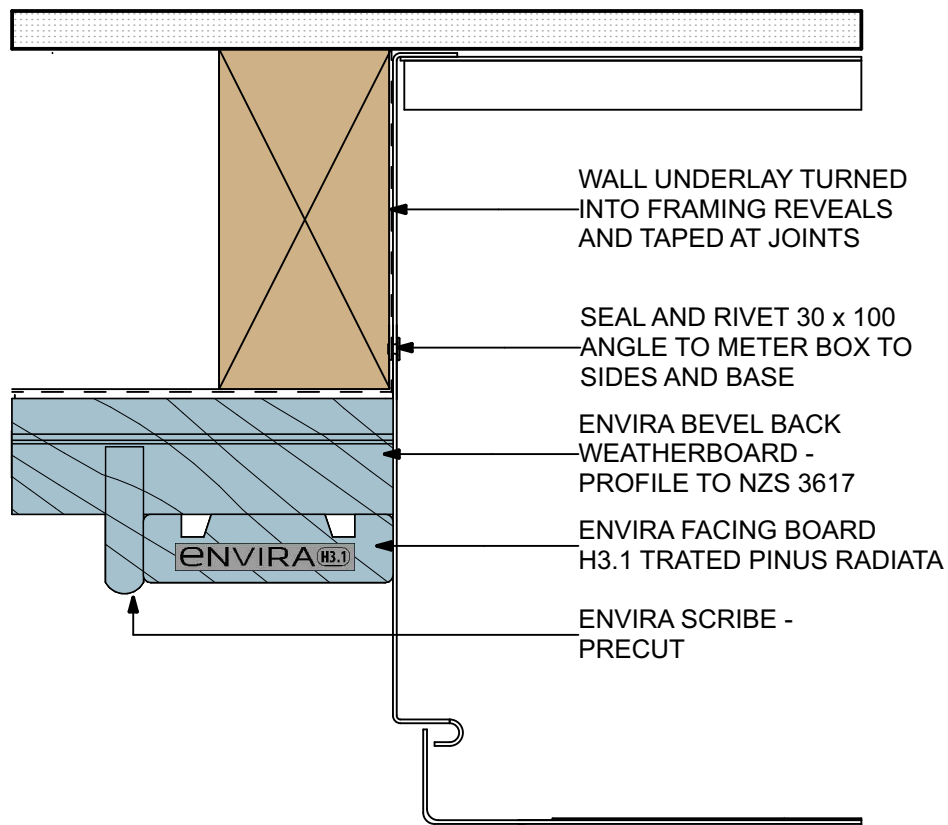 WALL UNDERLAY TURNED
INTO FRAMING REVEALS
AND TAPED AT JOINTS
SEAL AND RIVET 30 x 100
ANGLE TO METER BOX TO
SIDES AND BASE
ENVIRA BEVEL BACK
WEATHERBOARD -
PROFILE TO NZS 3617
ENVIRA FACING BOARD
H3.1 TRATED PINUS RADIATA
eNVIRA H3.1
ENVIRA SCRIBE -
PRECUT